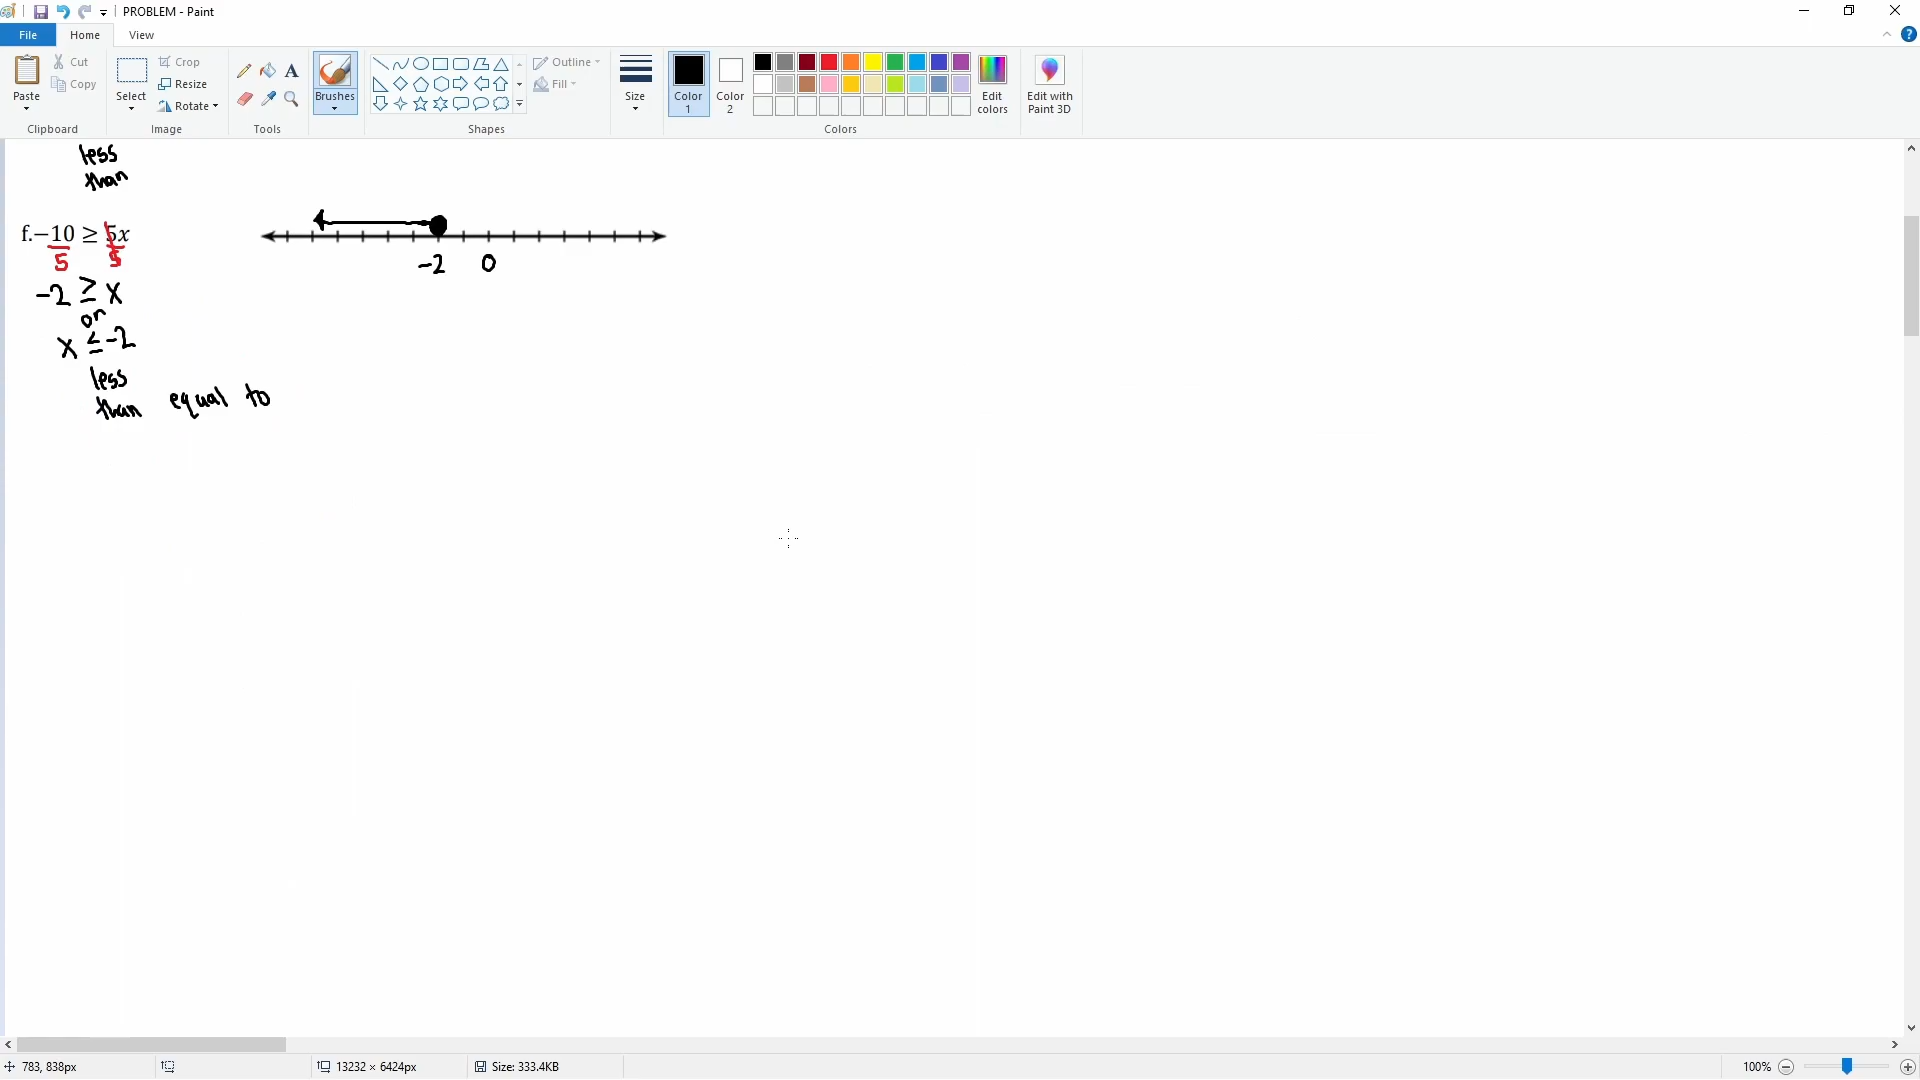 PROBLEM - Paint
File Home View
Paste
Cut
Copy
Clipboard
Select
Crop
Resize
Rotate
Image
A
Tools
Brushes
Outline
Fill
Shapes
Size
Color 1
Color 2
Edit colors
Colors
Edit with Paint 3D
less
than
f.−10 ≥ 5x
5 5
-2 ≥ x
or
x ≤ -2
less
than equal to
-2 0
783, 838px
13232 × 6424px
Size: 333.4KB
100%